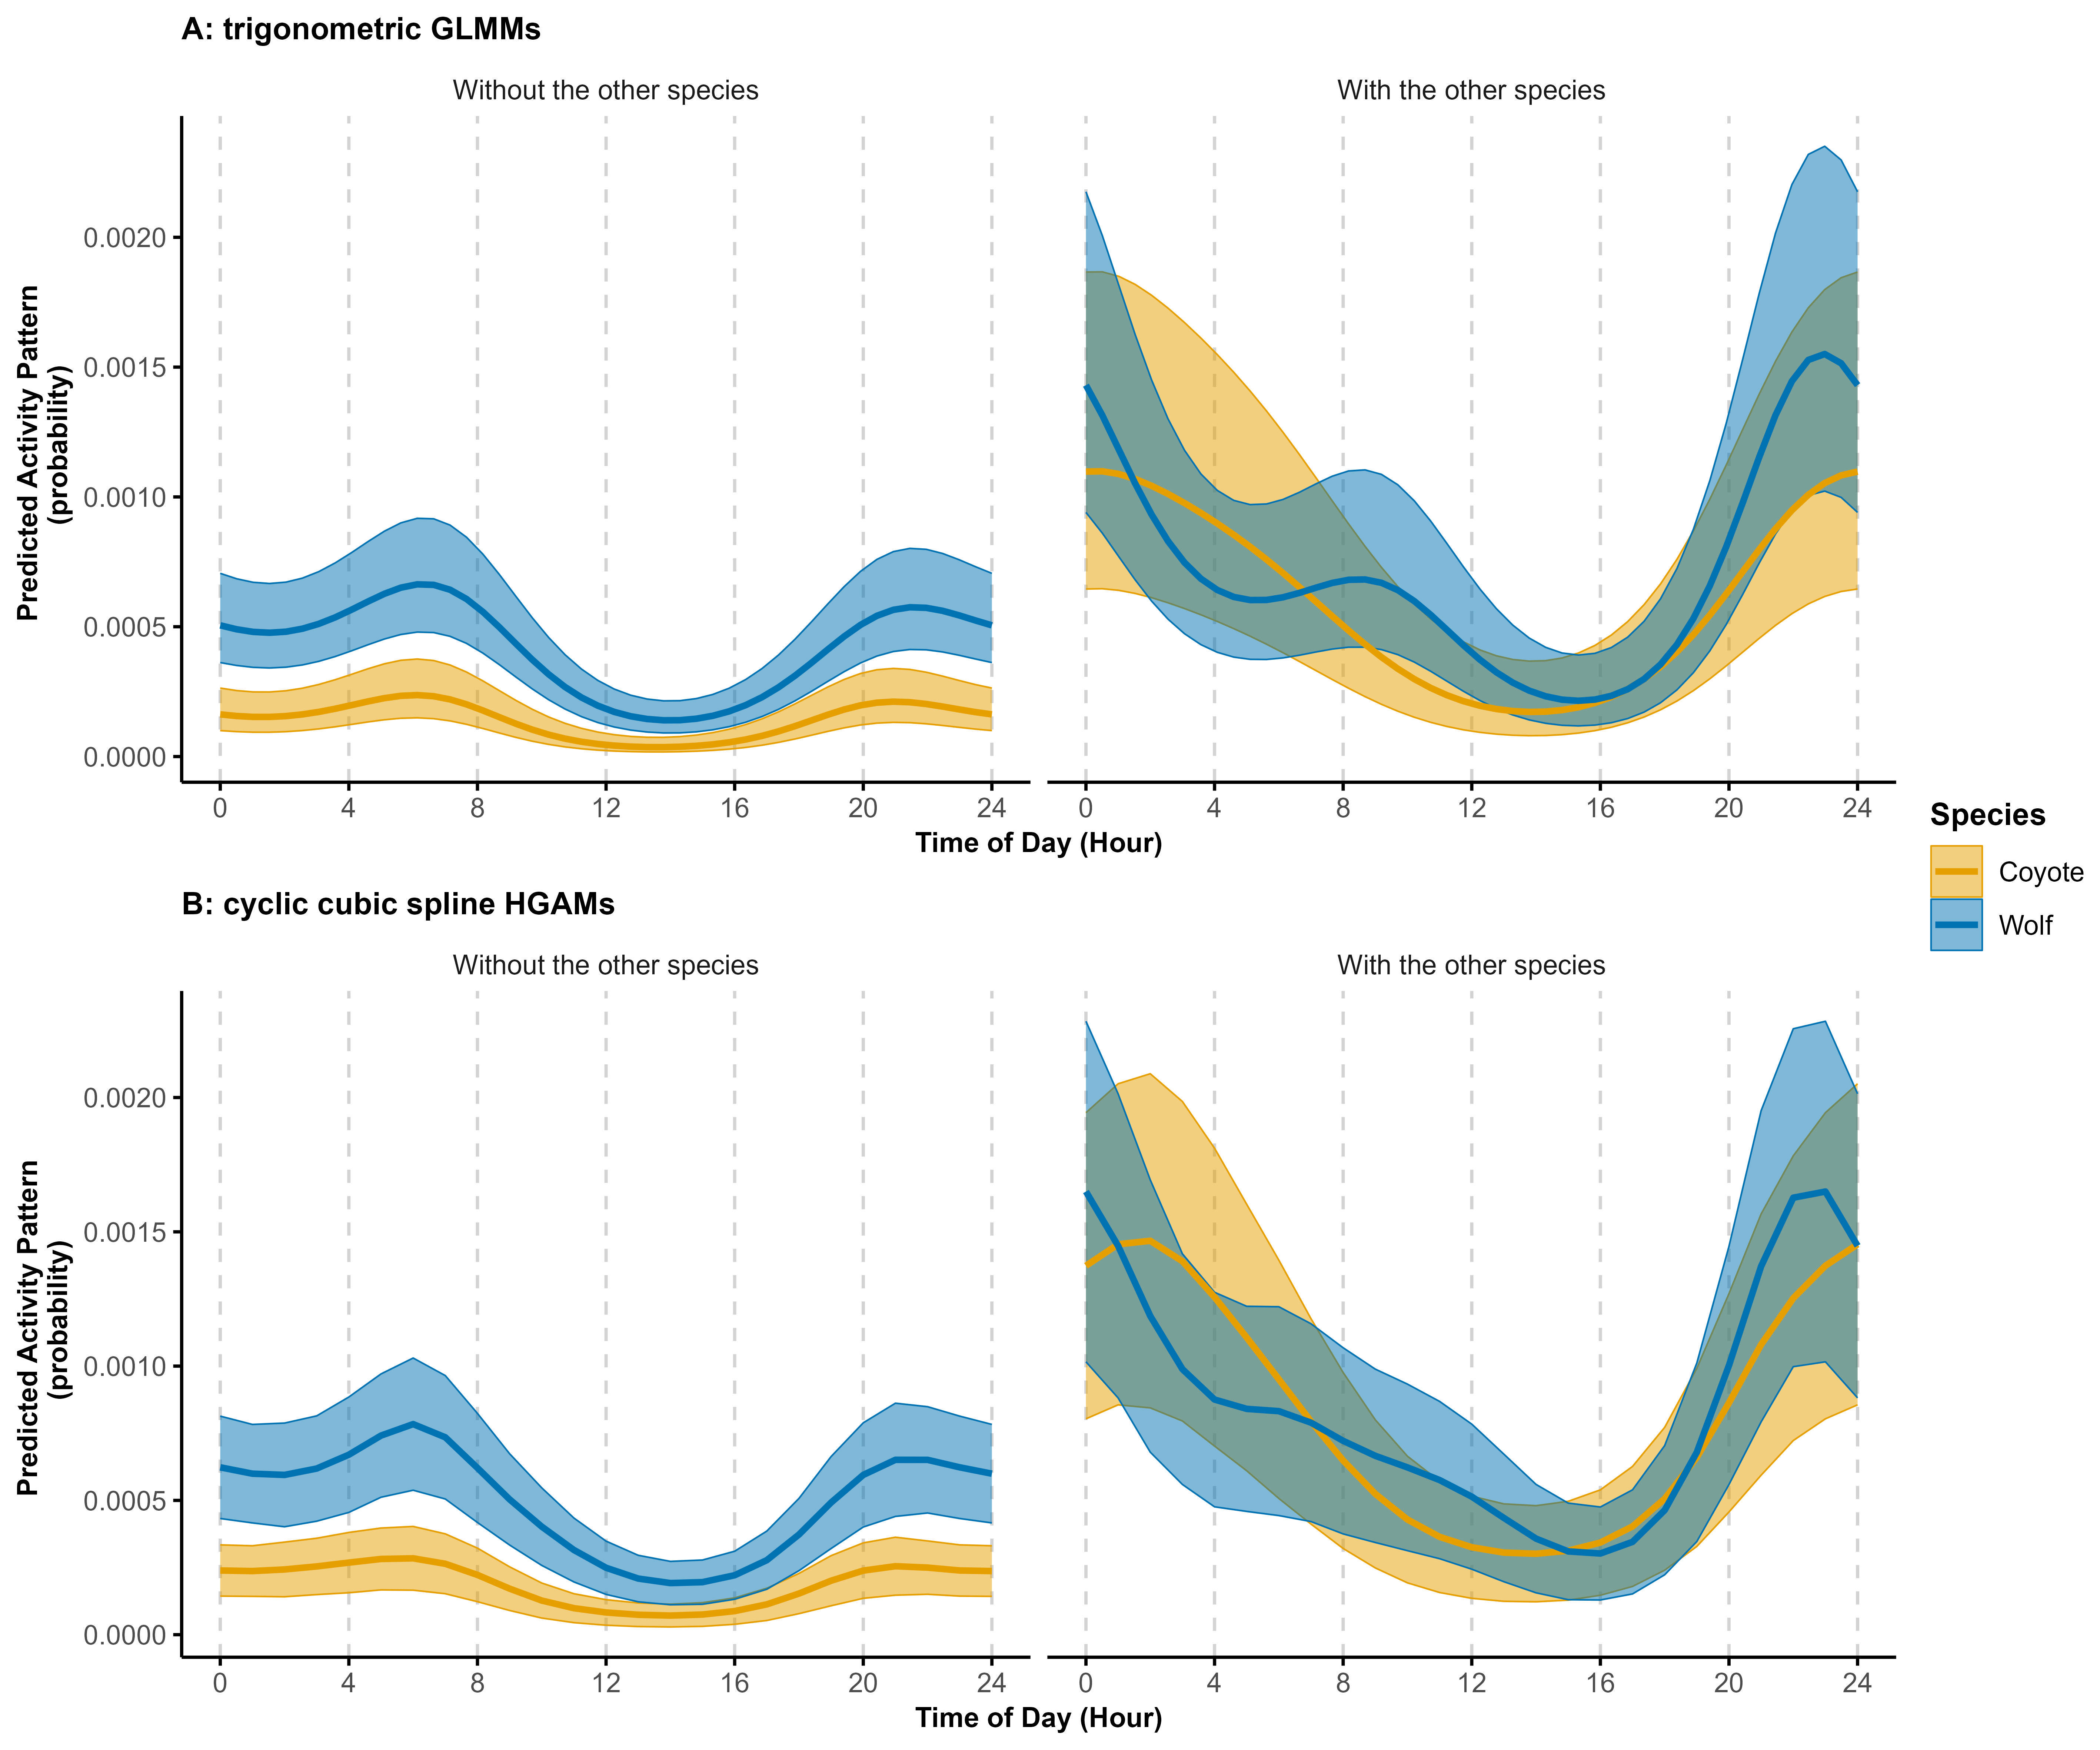 A: trigonometric GLMMs
Without the other species
With the other species
Predicted Activity Pattern
(probability)
0.0020
0.0015
0.0010
0.0005
0.0000
0 4 8 12 16 20 24
0 4 8 12 16 20 24
Time of Day (Hour)
Species
Coyote
Wolf
B: cyclic cubic spline HGAMs
Without the other species
With the other species
Predicted Activity Pattern
(probability)
0.0020
0.0015
0.0010
0.0005
0.0000
0 4 8 12 16 20 24
0 4 8 12 16 20 24
Time of Day (Hour)